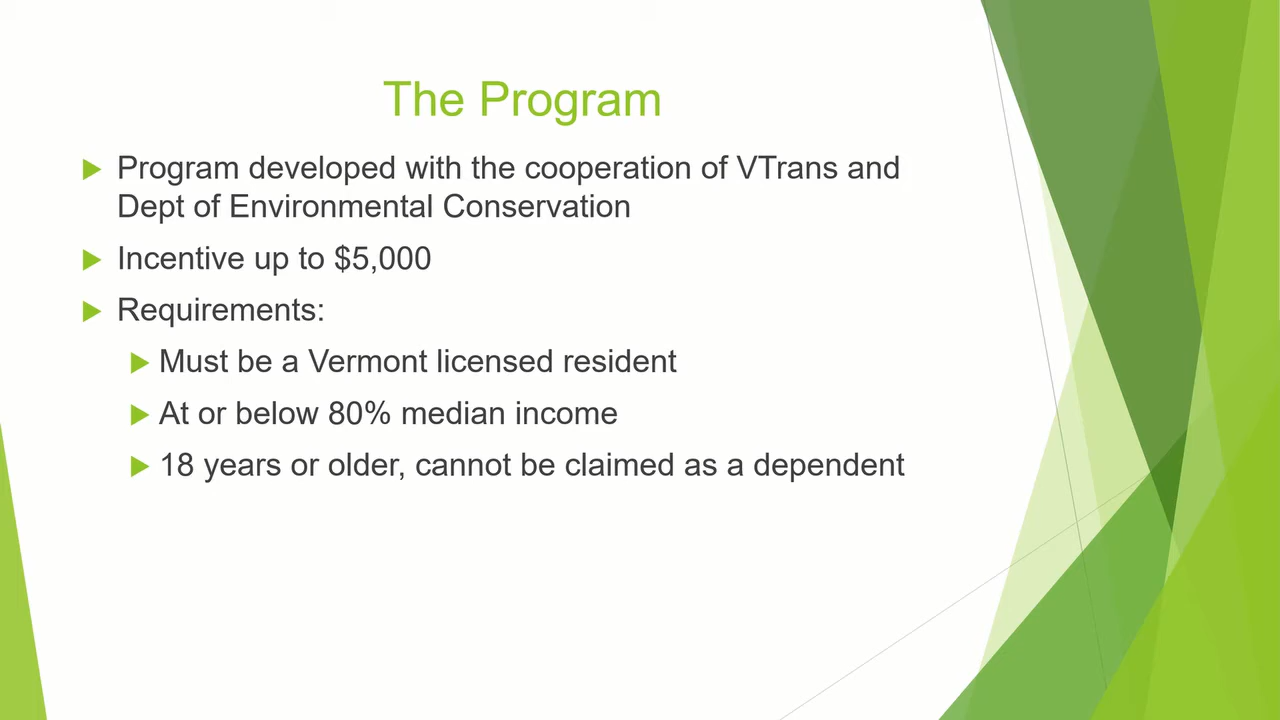 The Program
Program developed with the cooperation of VTrans and
Dept of Environmental Conservation
Incentive up to $5,000
Requirements:
Must be a Vermont licensed resident
At or below 80% median income
18 years or older, cannot be claimed as a dependent